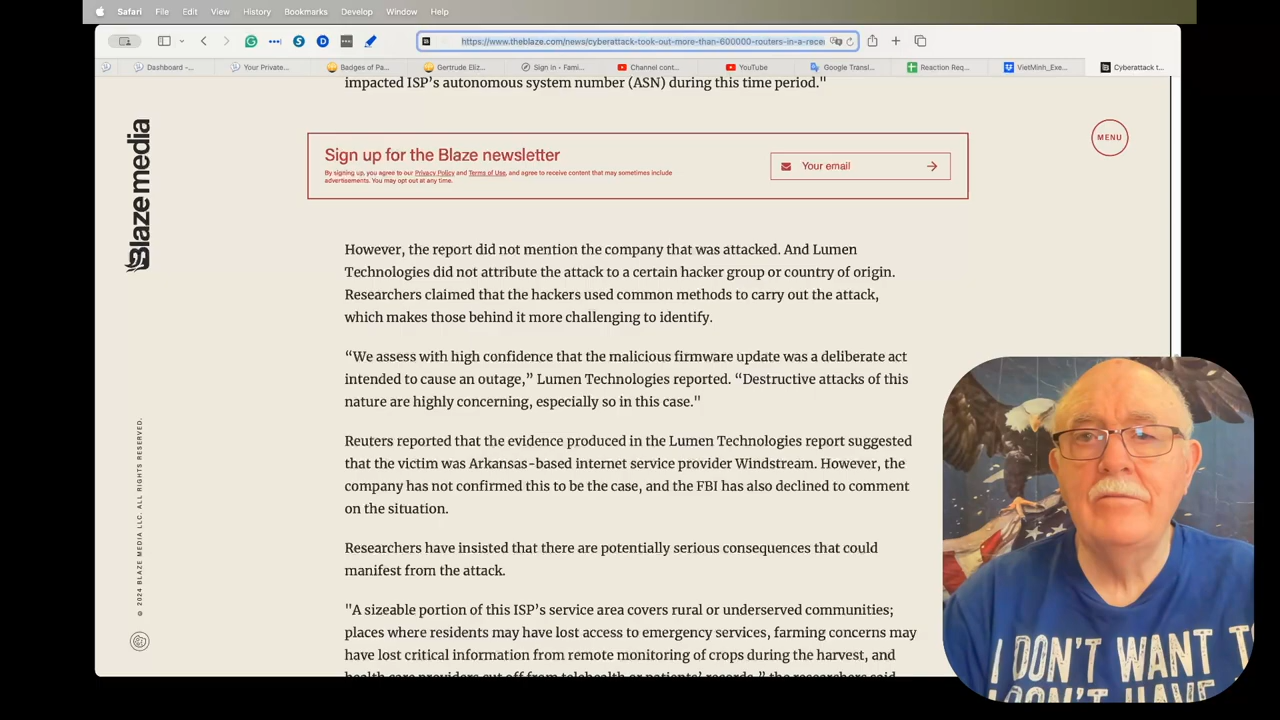 Safari File Edit View History Bookmarks Develop Window Help
https://www.theblaze.com/news/cyberattack-took-out-more-than-600000-routers-in-a-rece
Dashboard -... Your Private... Badges of Pa... Gertrude Eliz... Sign in - Fami... Channel cont... YouTube Google Transl... Reaction Req... VietMinh_Exe... Cyberattack t...
impacted ISP's autonomous system number (ASN) during this time period."
Blaze media
MENU
Sign up for the Blaze newsletter
By signing up, you agree to our Privacy Policy and Terms of Use, and agree to receive content that may sometimes include
advertisements. You may opt out at any time.
Your email
However, the report did not mention the company that was attacked. And Lumen
Technologies did not attribute the attack to a certain hacker group or country of origin.
Researchers claimed that the hackers used common methods to carry out the attack,
which makes those behind it more challenging to identify.
“We assess with high confidence that the malicious firmware update was a deliberate act
intended to cause an outage,” Lumen Technologies reported. “Destructive attacks of this
nature are highly concerning, especially so in this case."
Reuters reported that the evidence produced in the Lumen Technologies report suggested
that the victim was Arkansas-based internet service provider Windstream. However, the
company has not confirmed this to be the case, and the FBI has also declined to comment
on the situation.
Researchers have insisted that there are potentially serious consequences that could
manifest from the attack.
"A sizeable portion of this ISP’s service area covers rural or underserved communities;
places where residents may have lost access to emergency services, farming concerns may
have lost critical information from remote monitoring of crops during the harvest, and
health care providers cut off from telehealth or patients’ records,” the researchers said.
© 2024 BLAZE MEDIA LLC. ALL RIGHTS RESERVED.
I DON'T WANT TO
I DON'T HAVE